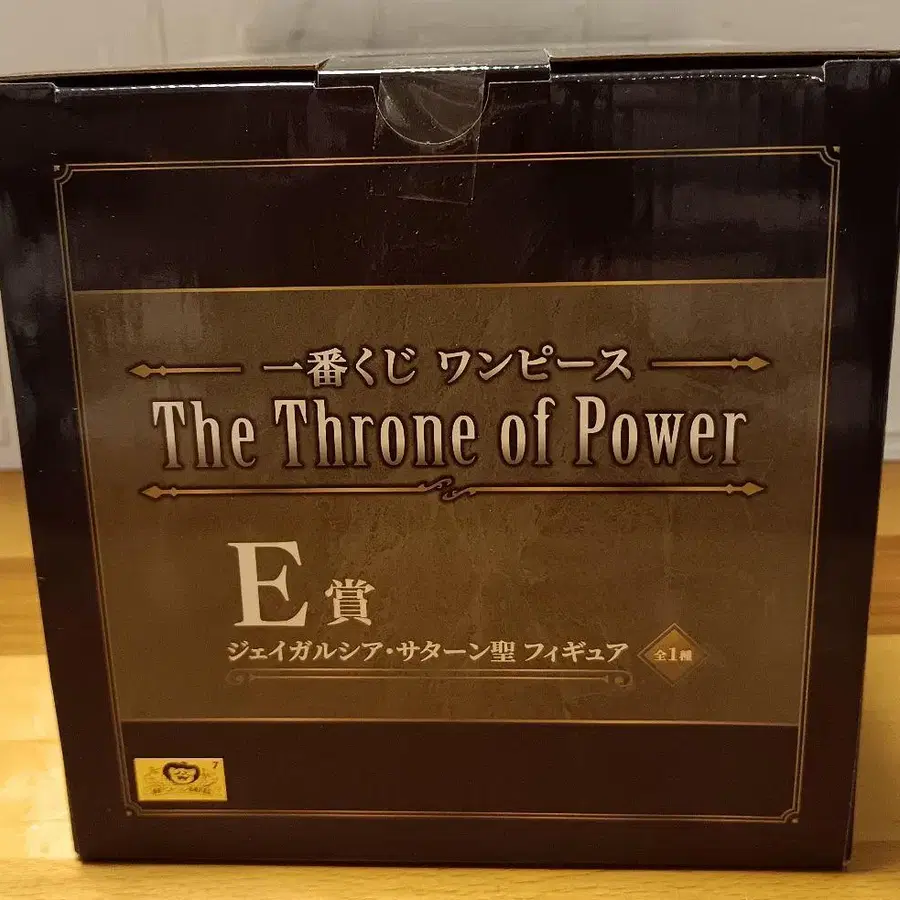 一番くじ ワンピース
The Throne of Power
E賞
ジェイガルシア・サターン聖 フィギュア
全1種
7